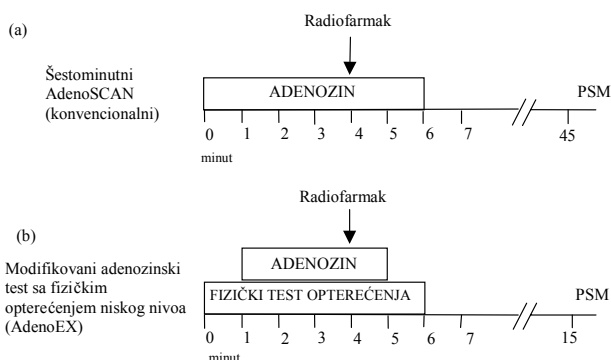 (a)
Radiofarmak
Šestominutni
AdenoSCAN
(konvencionalni)
ADENOZIN
PSM
0 1 2 3 4 5 6 7 45
minut
Radiofarmak
(b)
Modifikovani adenozinski
test sa fizičkim
opterećenjem niskog nivoa
(AdenoEX)
ADENOZIN
FIZIČKI TEST OPTEREĆENJA
PSM
0 1 2 3 4 5 6 7 15
minut